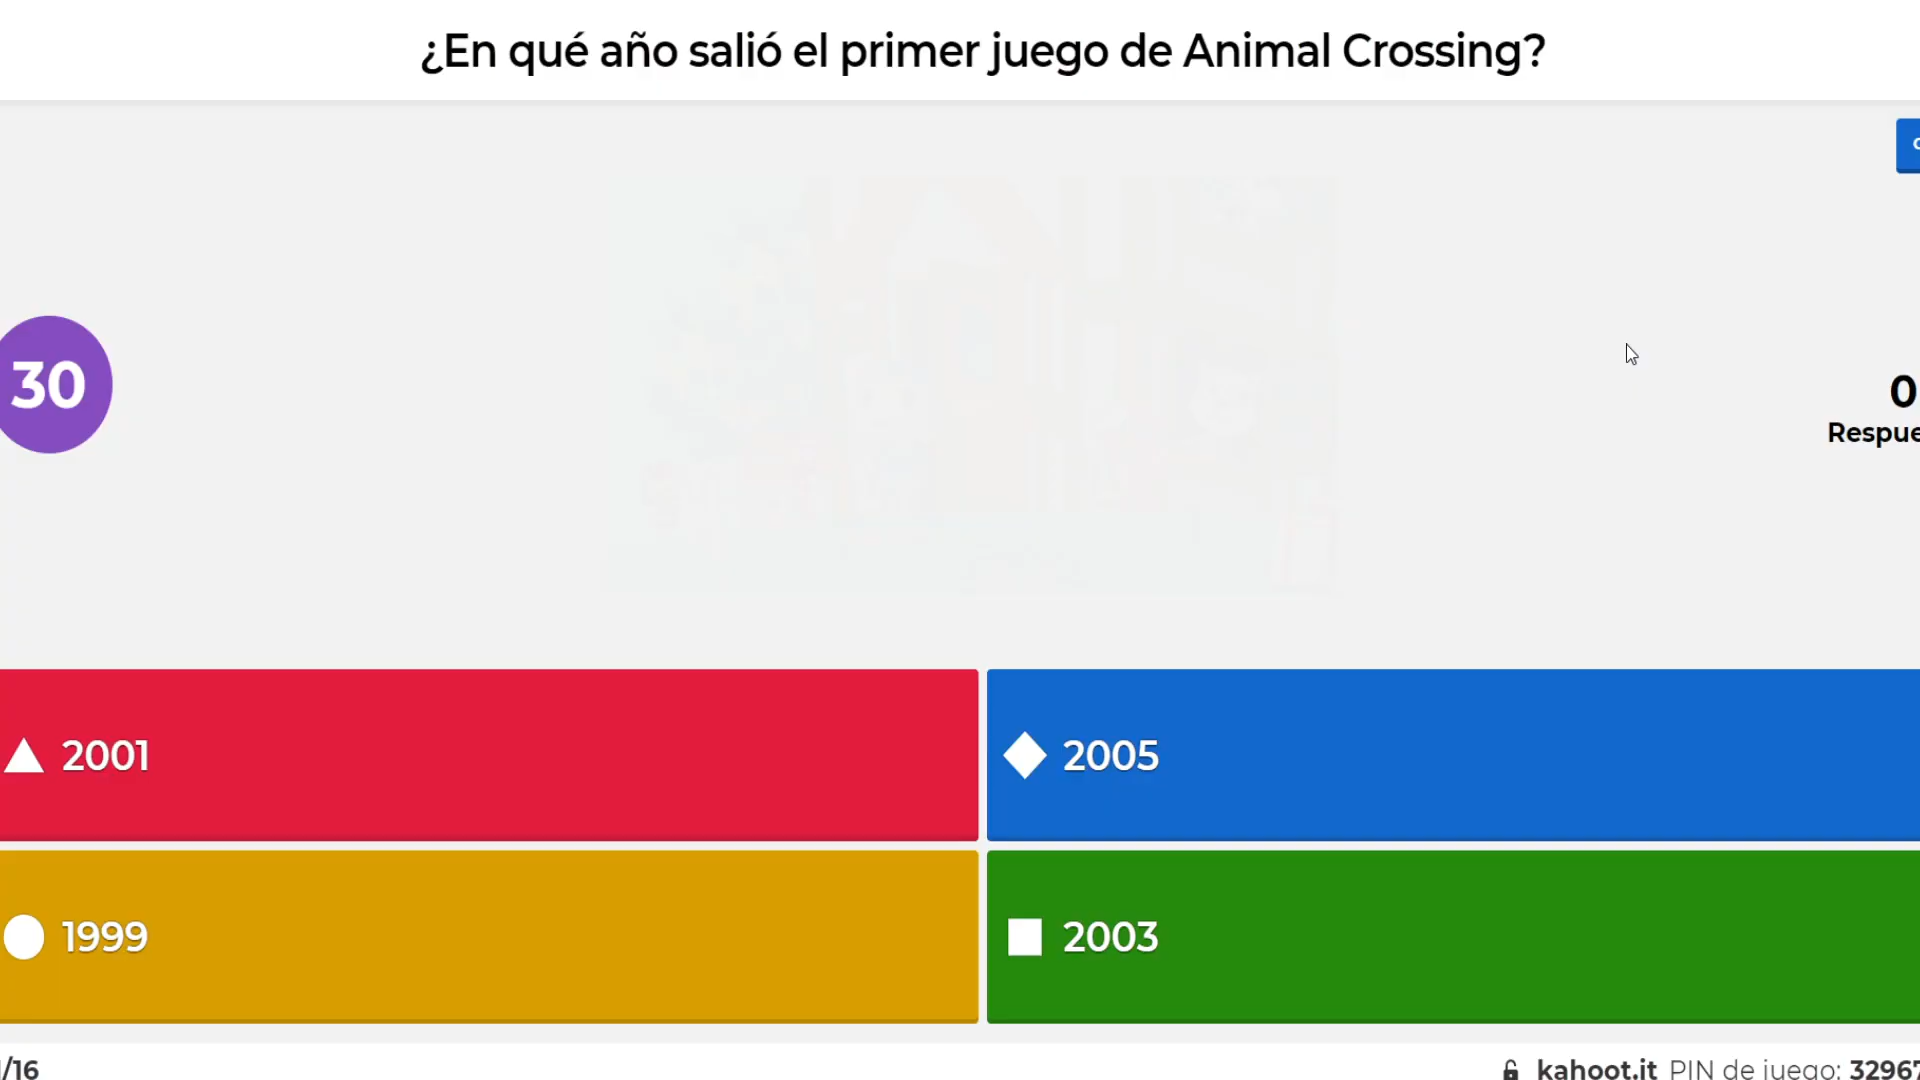 ¿En qué año salió el primer juego de Animal Crossing?
30
0
Respue
2001
2005
1999
2003
/16
kahoot.it PIN de juego: 32967